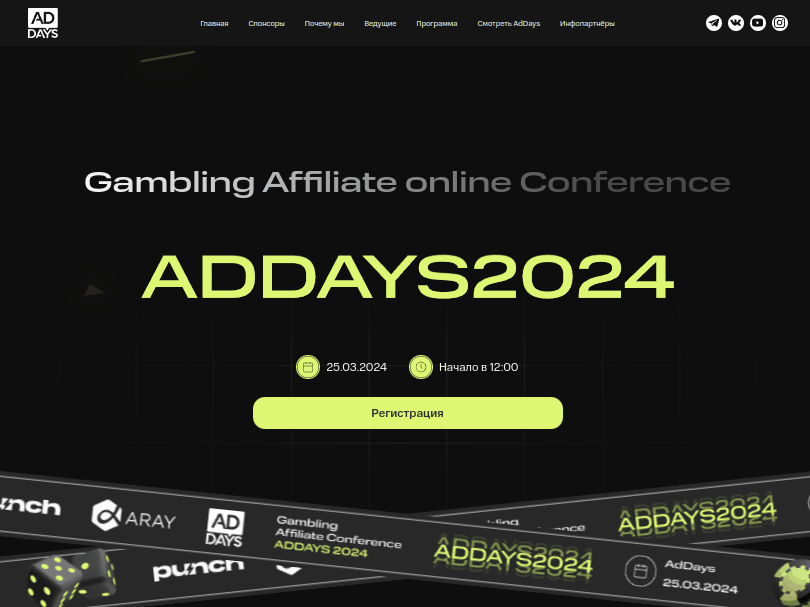 AD
DAYS
Главная
Спонсоры
Почему мы
Ведущие
Программа
Смотреть AdDays
Инфопартнёры
Gambling Affiliate online Conference
ADDAYS2024
25.03.2024
Начало в 12:00
Регистрация
ARAY
AD
DAYS
Gambling
Affiliate Conference
ADDAYS 2024
ADDAYS2024
ADDAYS2024
AdDays
25.03.2024
punch